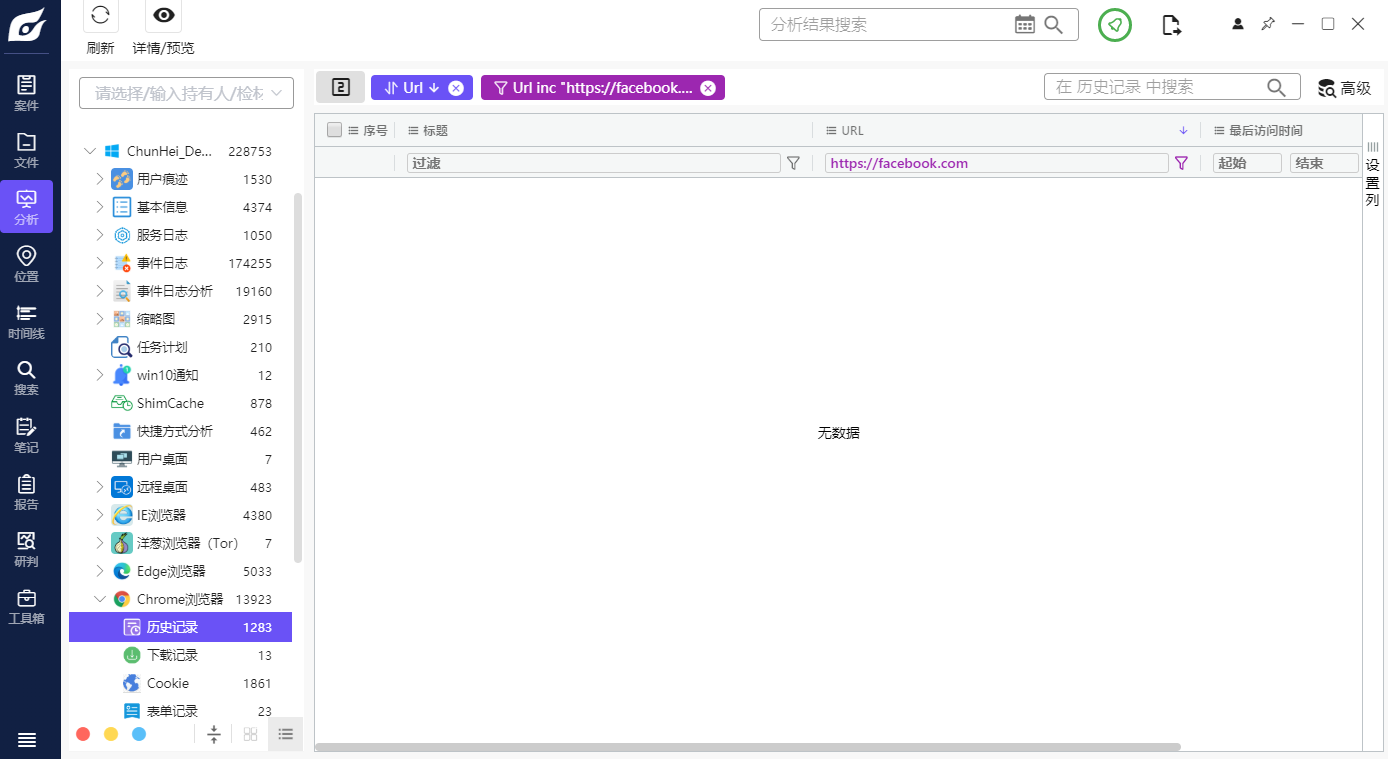 刷新
详情/预览
分析结果搜索
案件
文件
分析
位置
时间线
搜索
笔记
报告
研判
工具箱
请选择/输入持有人/检材
ChunHei_De... 228753
用户痕迹 1530
基本信息 4374
服务日志 1050
事件日志 174255
事件日志分析 19160
缩略图 2915
任务计划 210
win10通知 12
ShimCache 878
快捷方式分析 462
用户桌面 7
远程桌面 483
IE浏览器 4380
洋葱浏览器（Tor） 7
Edge浏览器 5033
Chrome浏览器 13923
历史记录 1283
下载记录 13
Cookie 1861
表单记录 23
2
Url
Url inc "https://facebook....
在 历史记录 中搜索
高级
序号 标题 URL 最后访问时间
过滤 https://facebook.com 起始 结束
设置列
无数据